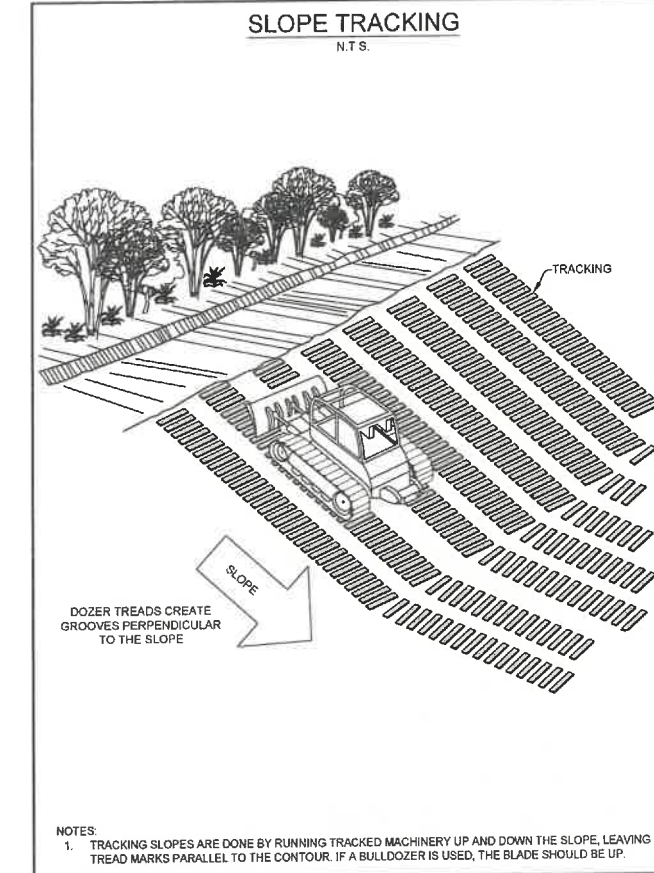 SLOPE TRACKING
N.T S.
TRACKING
SLOPE
DOZER TREADS CREATE
GROOVES PERPENDICULAR
TO THE SLOPE
NOTES:
1. TRACKING SLOPES ARE DONE BY RUNNING TRACKED MACHINERY UP AND DOWN THE SLOPE, LEAVING
TREAD MARKS PARALLEL TO THE CONTOUR. IF A BULLDOZER IS USED, THE BLADE SHOULD BE UP.